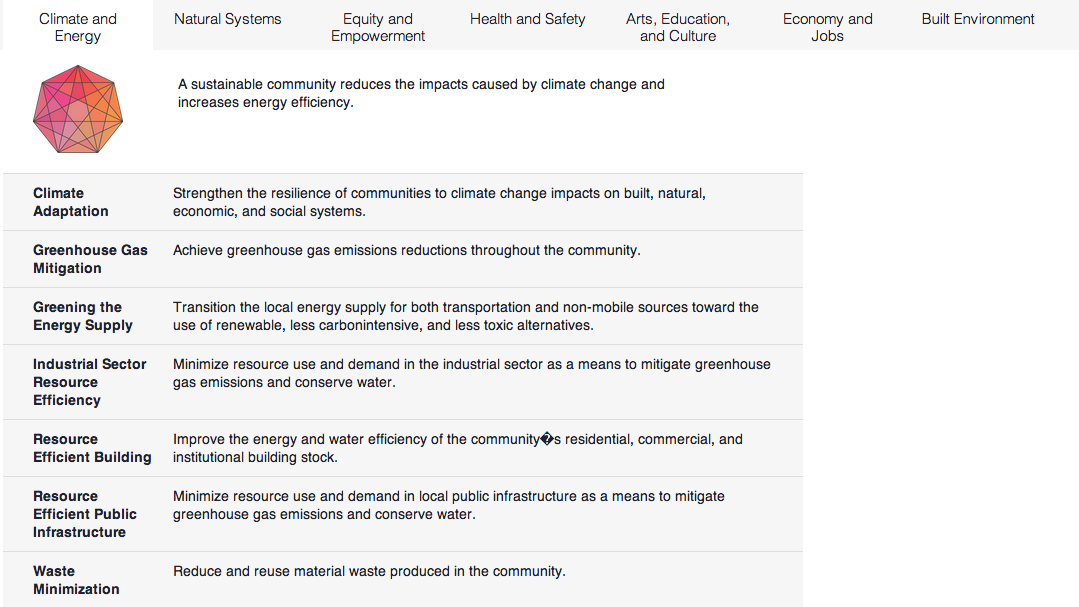 Climate and
Energy
Natural Systems
Equity and
Empowerment
Health and Safety
Arts, Education,
and Culture
Economy and
Jobs
Built Environment
A sustainable community reduces the impacts caused by climate change and
increases energy efficiency.
Climate
Adaptation
Strengthen the resilience of communities to climate change impacts on built, natural,
economic, and social systems.
Greenhouse Gas
Mitigation
Achieve greenhouse gas emissions reductions throughout the community.
Greening the
Energy Supply
Transition the local energy supply for both transportation and non-mobile sources toward the
use of renewable, less carbonintensive, and less toxic alternatives.
Industrial Sector
Resource
Efficiency
Minimize resource use and demand in the industrial sector as a means to mitigate greenhouse
gas emissions and conserve water.
Resource
Efficient Building
Improve the energy and water efficiency of the community�s residential, commercial, and
institutional building stock.
Resource
Efficient Public
Infrastructure
Minimize resource use and demand in local public infrastructure as a means to mitigate
greenhouse gas emissions and conserve water.
Waste
Minimization
Reduce and reuse material waste produced in the community.